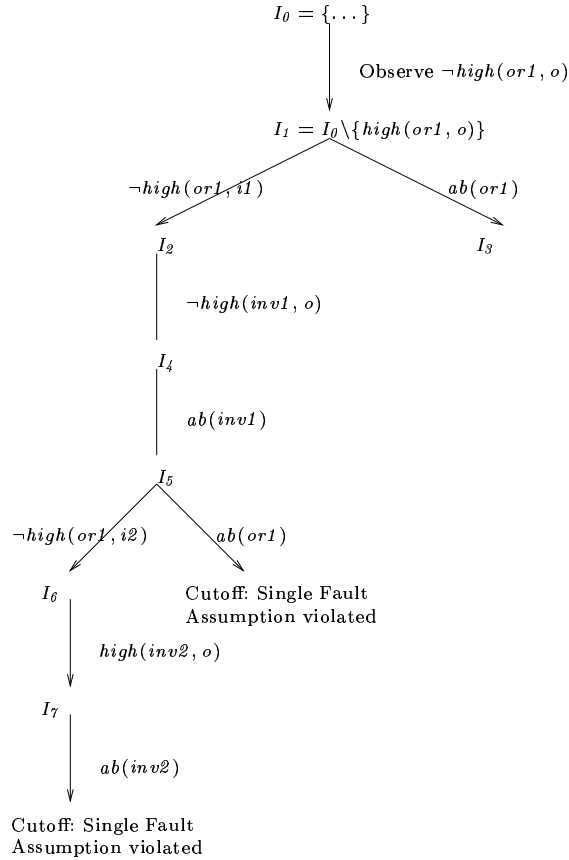 I₀ = {...}
Observe ¬high(or1, o)
I₁ = I₀\{high(or1, o)}
¬high(or1, i1)
ab(or1)
I₂
I₃
¬high(inv1, o)
I₄
ab(inv1)
I₅
¬high(or1, i2)
ab(or1)
I₆
Cutoff: Single Fault
Assumption violated
high(inv2, o)
I₇
ab(inv2)
Cutoff: Single Fault
Assumption violated